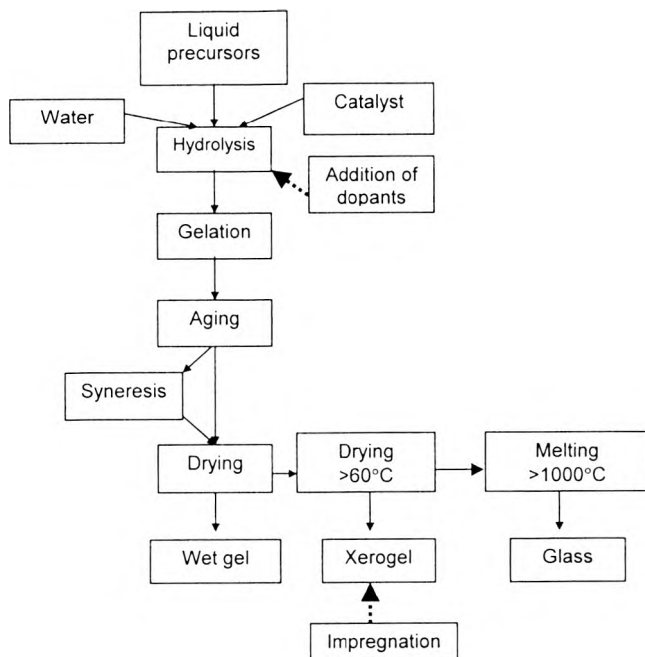 Liquid
precursors
Water
Catalyst
Hydrolysis
Addition of
dopants
Gelation
Aging
Syneresis
Drying
Drying
>60°C
Melting
>1000°C
Wet gel
Xerogel
Glass
Impregnation